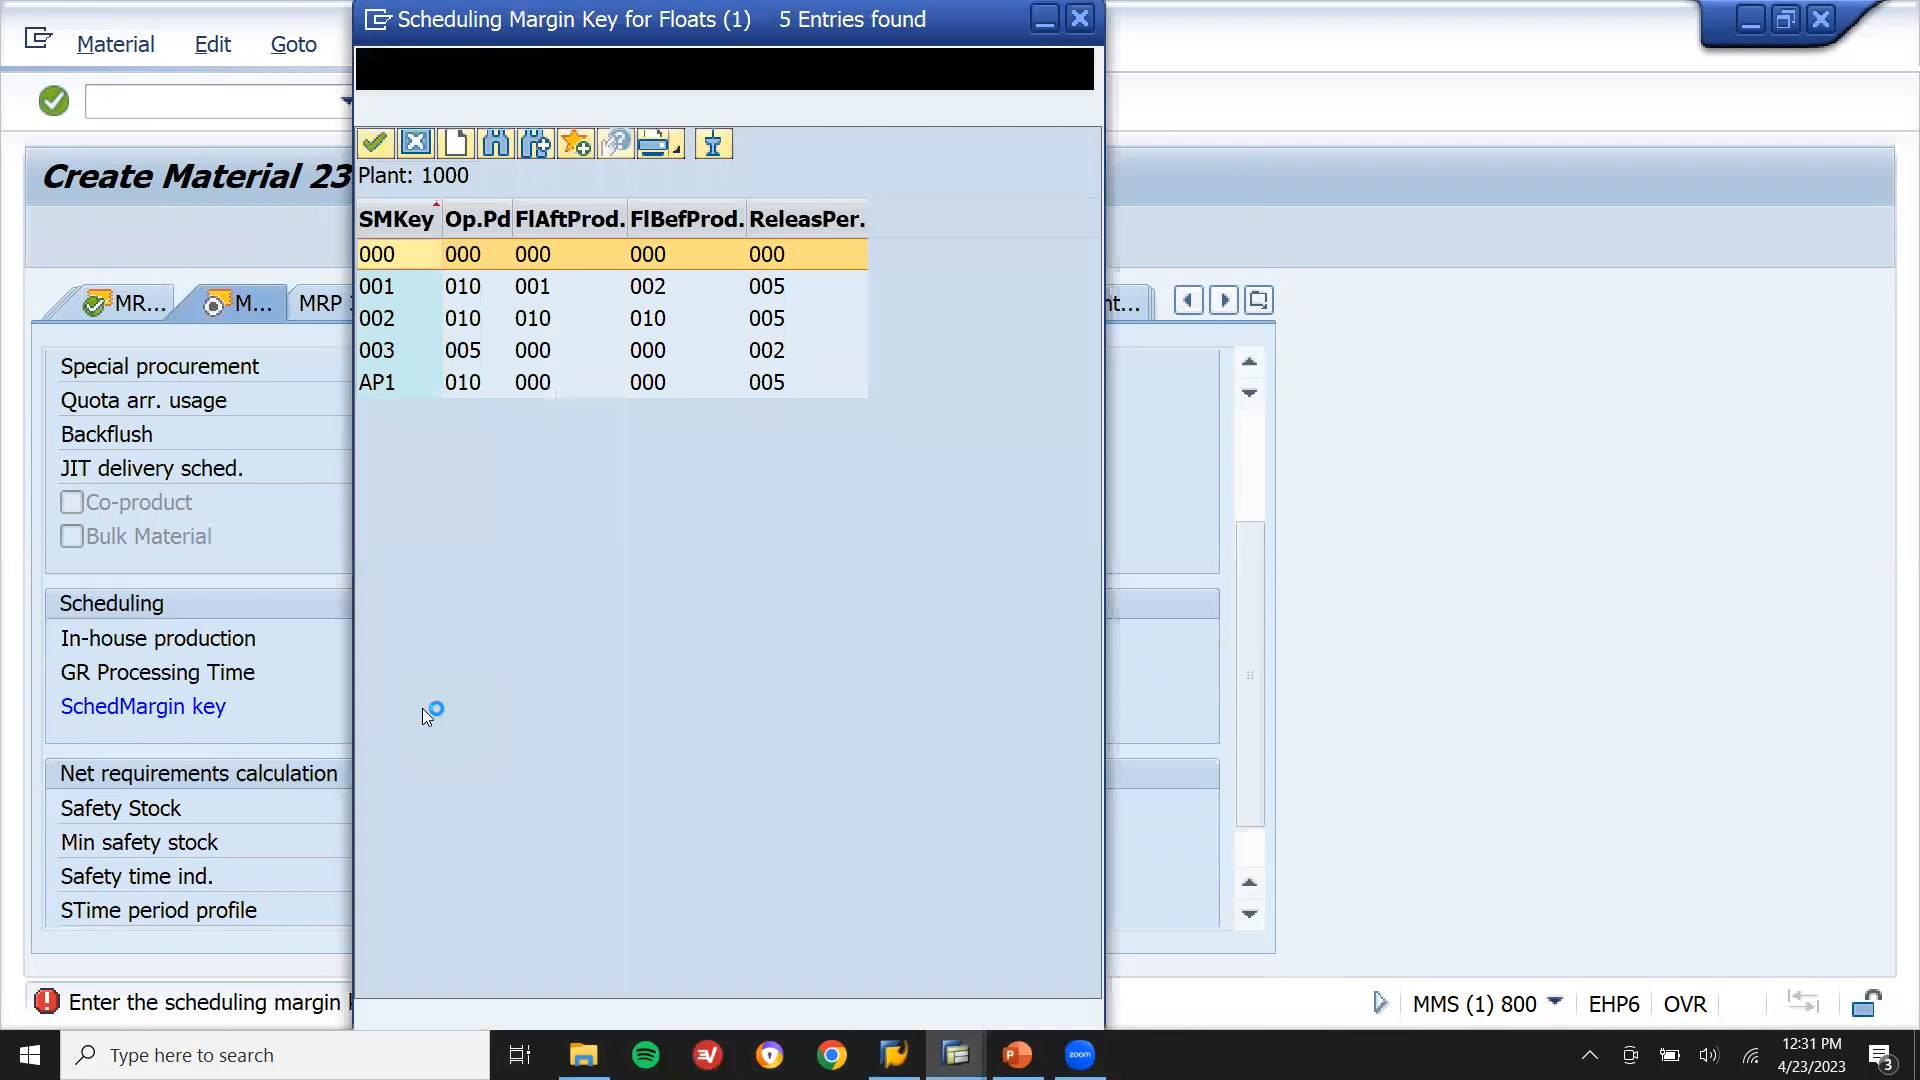 Scheduling Margin Key for Floats (1) 5 Entries found
Material Edit Goto
Create Material 23
Plant: 1000
SMKey Op.Pd FlAftProd. FlBefProd. ReleasPer.
000 000 000 000 000
001 010 001 002 005
002 010 010 010 005
003 005 000 000 002
AP1 010 000 000 005
MR... M... MRP
nt...
Special procurement
Quota arr. usage
Backflush
JIT delivery sched.
Co-product
Bulk Material
Scheduling
In-house production
GR Processing Time
SchedMargin key
Net requirements calculation
Safety Stock
Min safety stock
Safety time ind.
STime period profile
Enter the scheduling margin
MMS (1) 800 EHP6 OVR
Type here to search
zoom
12:31 PM
4/23/2023
3